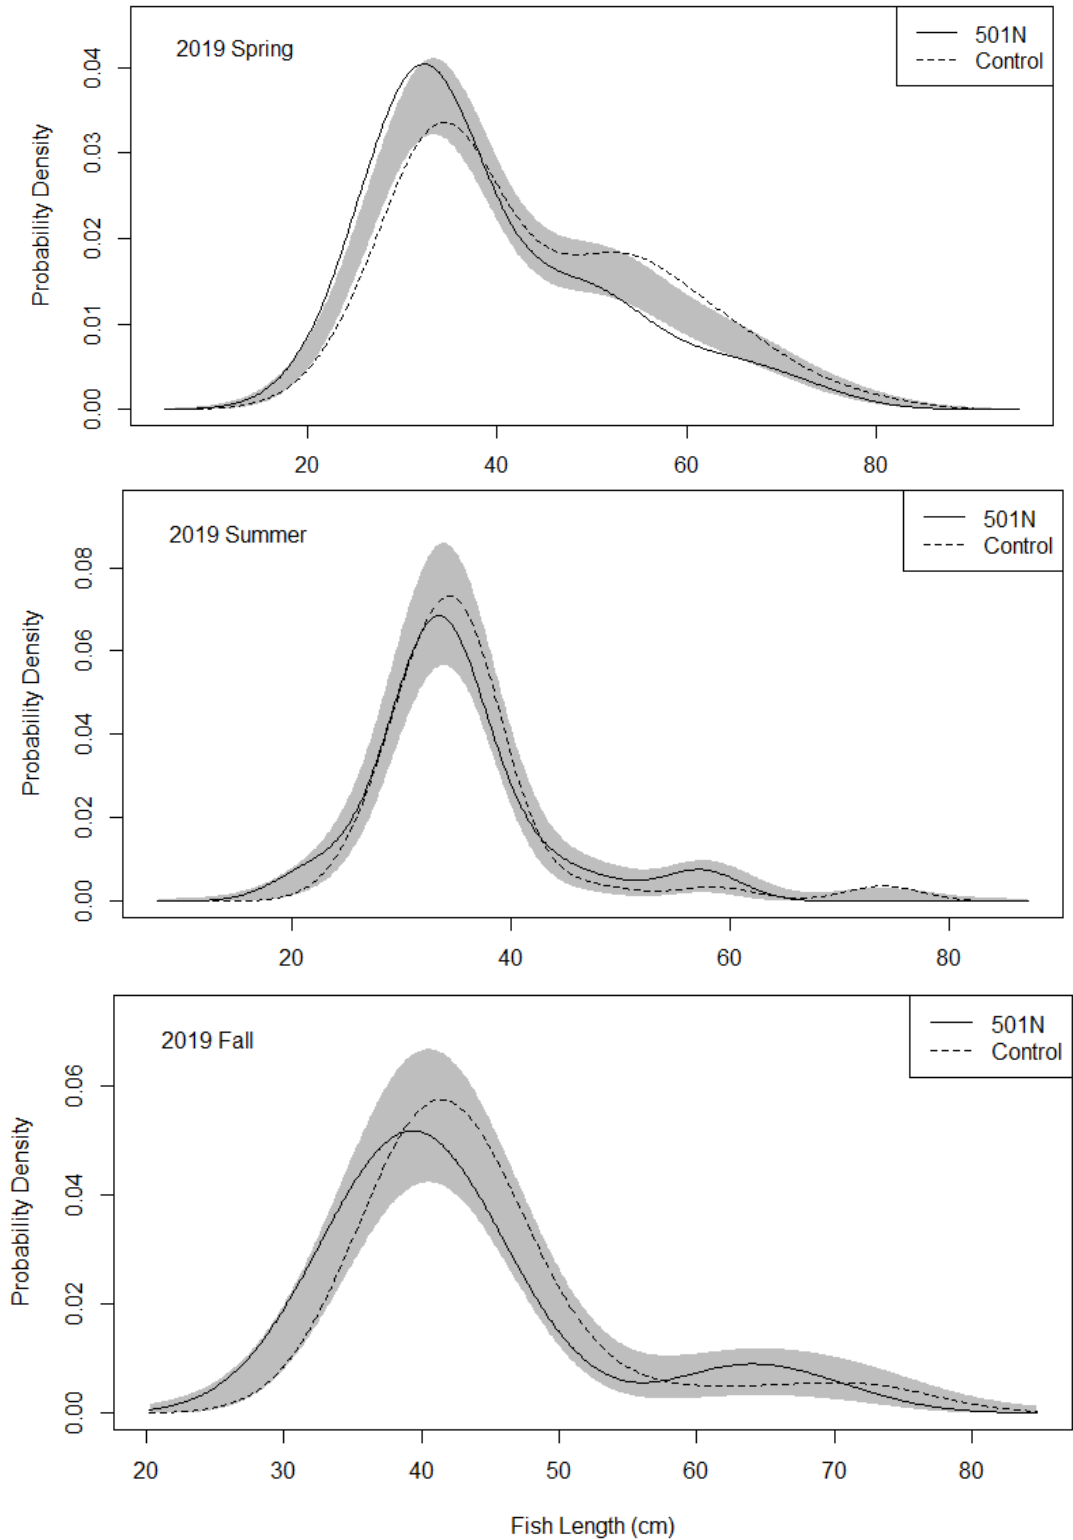 2019 Spring
501N
Control
Probability Density
0.04
0.03
0.02
0.01
0.00
20 40 60 80
2019 Summer
501N
Control
Probability Density
0.08
0.06
0.04
0.02
0.00
20 40 60 80
2019 Fall
501N
Control
Probability Density
0.06
0.04
0.02
0.00
20 30 40 50 60 70 80
Fish Length (cm)